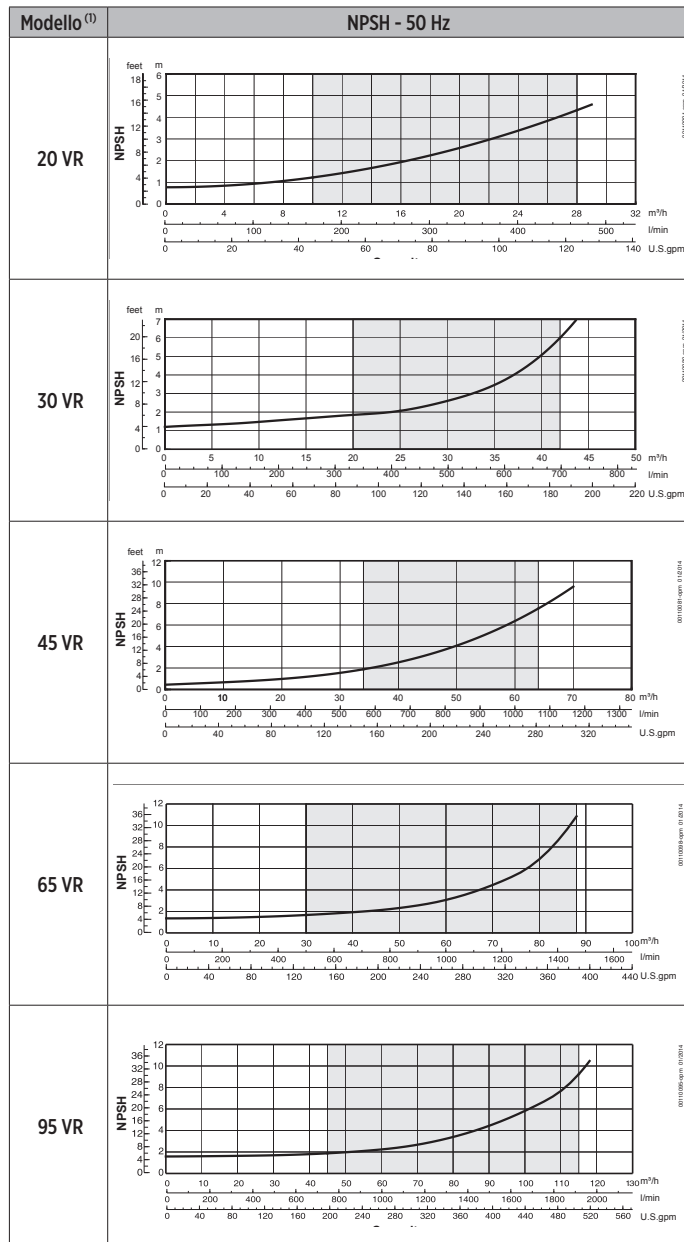 Modello (1) NPSH - 50 Hz
20 VR
feet m
NPSH
18 16 12 8 4 0
6 5 4 3 2 1 0
0 4 8 12 16 20 24 28 32 m³/h
0 100 200 300 400 500 l/min
0 20 40 60 80 100 120 140 U.S.gpm
30 VR
feet m
NPSH
20 16 12 8 4 0
7 6 5 4 3 2 1 0
0 5 10 15 20 25 30 35 40 45 50 m³/h
0 100 200 300 400 500 600 700 800 l/min
0 20 40 60 80 100 120 140 160 180 200 220 U.S.gpm
45 VR
feet m
NPSH
36 32 28 24 20 16 12 8 4 0
12 10 8 6 4 2 0
0 10 20 30 40 50 60 70 80 m³/h
0 100 200 300 400 500 600 700 800 900 1000 1100 1200 1300 l/min
0 40 80 120 160 200 240 280 320 U.S.gpm
00110091-opm 01/2014
65 VR
NPSH
36 32 28 24 20 16 12 8 4 0
12 10 8 6 4 2 0
0 10 20 30 40 50 60 70 80 90 100 m³/h
0 200 400 600 800 1000 1200 1400 1600 l/min
0 40 80 120 160 200 240 280 320 360 400 440 U.S.gpm
95 VR
NPSH
36 32 28 24 20 16 12 8 4 0
12 10 8 6 4 2 0
0 10 20 30 40 50 60 70 80 90 100 110 120 130 m³/h
0 200 400 600 800 1000 1200 1400 1600 1800 2000 l/min
0 40 80 120 160 200 240 280 320 360 400 440 480 520 560 U.S.gpm
00110095-opm 01/2014